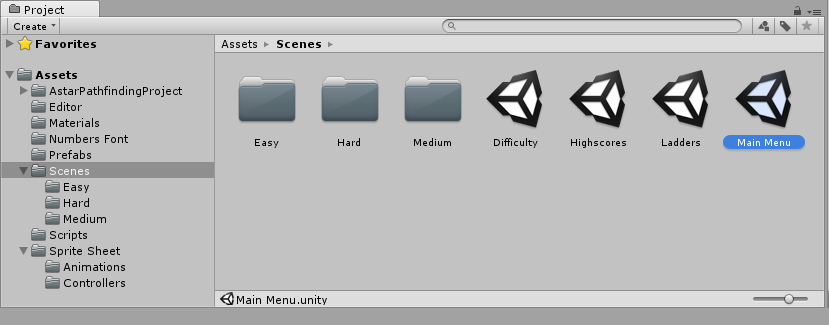 Project
Create
Favorites
Assets
AstarPathfindingProject
Editor
Materials
Numbers Font
Prefabs
Scenes
Easy
Hard
Medium
Scripts
Sprite Sheet
Animations
Controllers
Assets ▸ Scenes ▸
Easy Hard Medium Difficulty Highscores Ladders Main Menu
Main Menu.unity